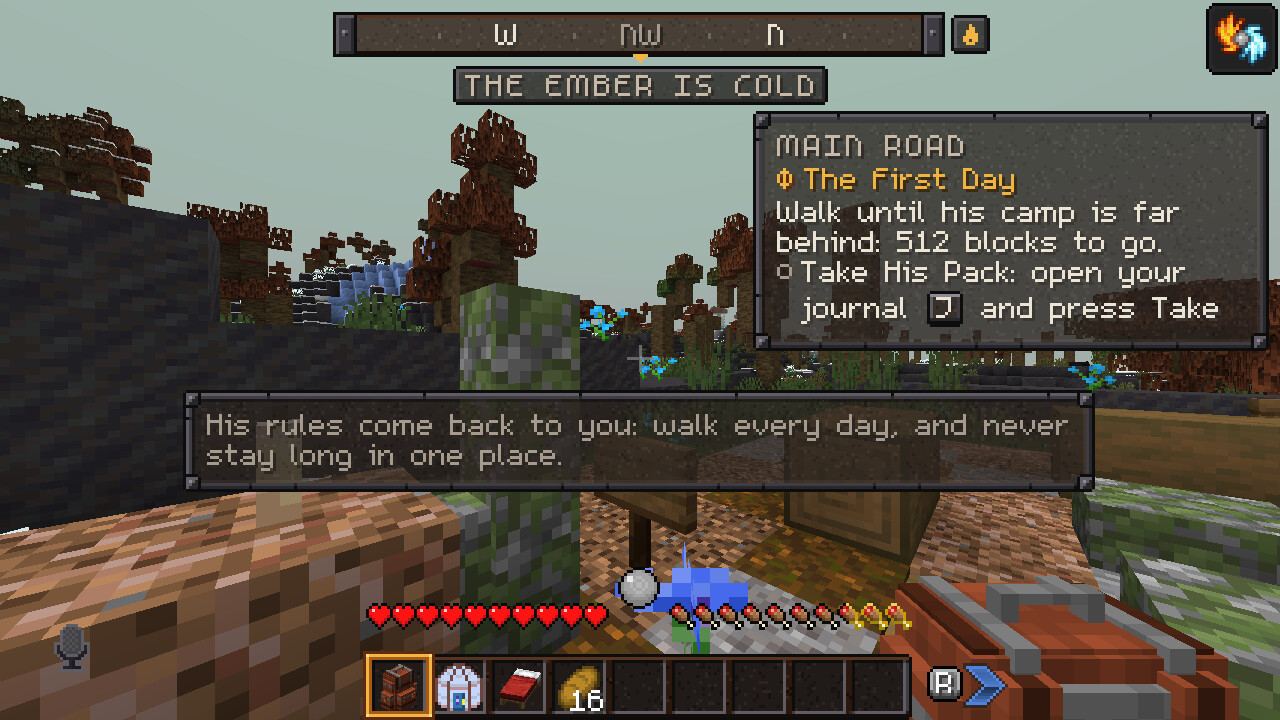 W NW N
THE EMBER IS COLD
MAIN ROAD
The First Day
Walk until his camp is far
behind: 512 blocks to go.
Take His Pack: open your
journal J and press Take
His rules come back to you: walk every day, and never
stay long in one place.
16
R